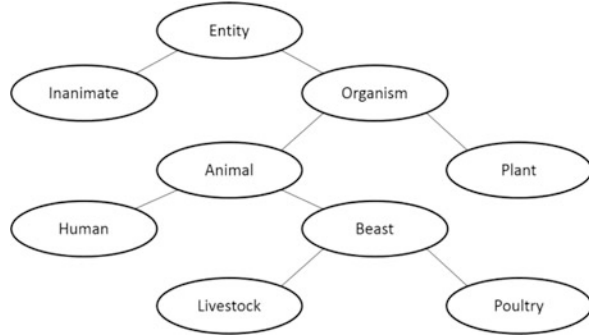 Entity
Inanimate
Organism
Animal
Plant
Human
Beast
Livestock
Poultry